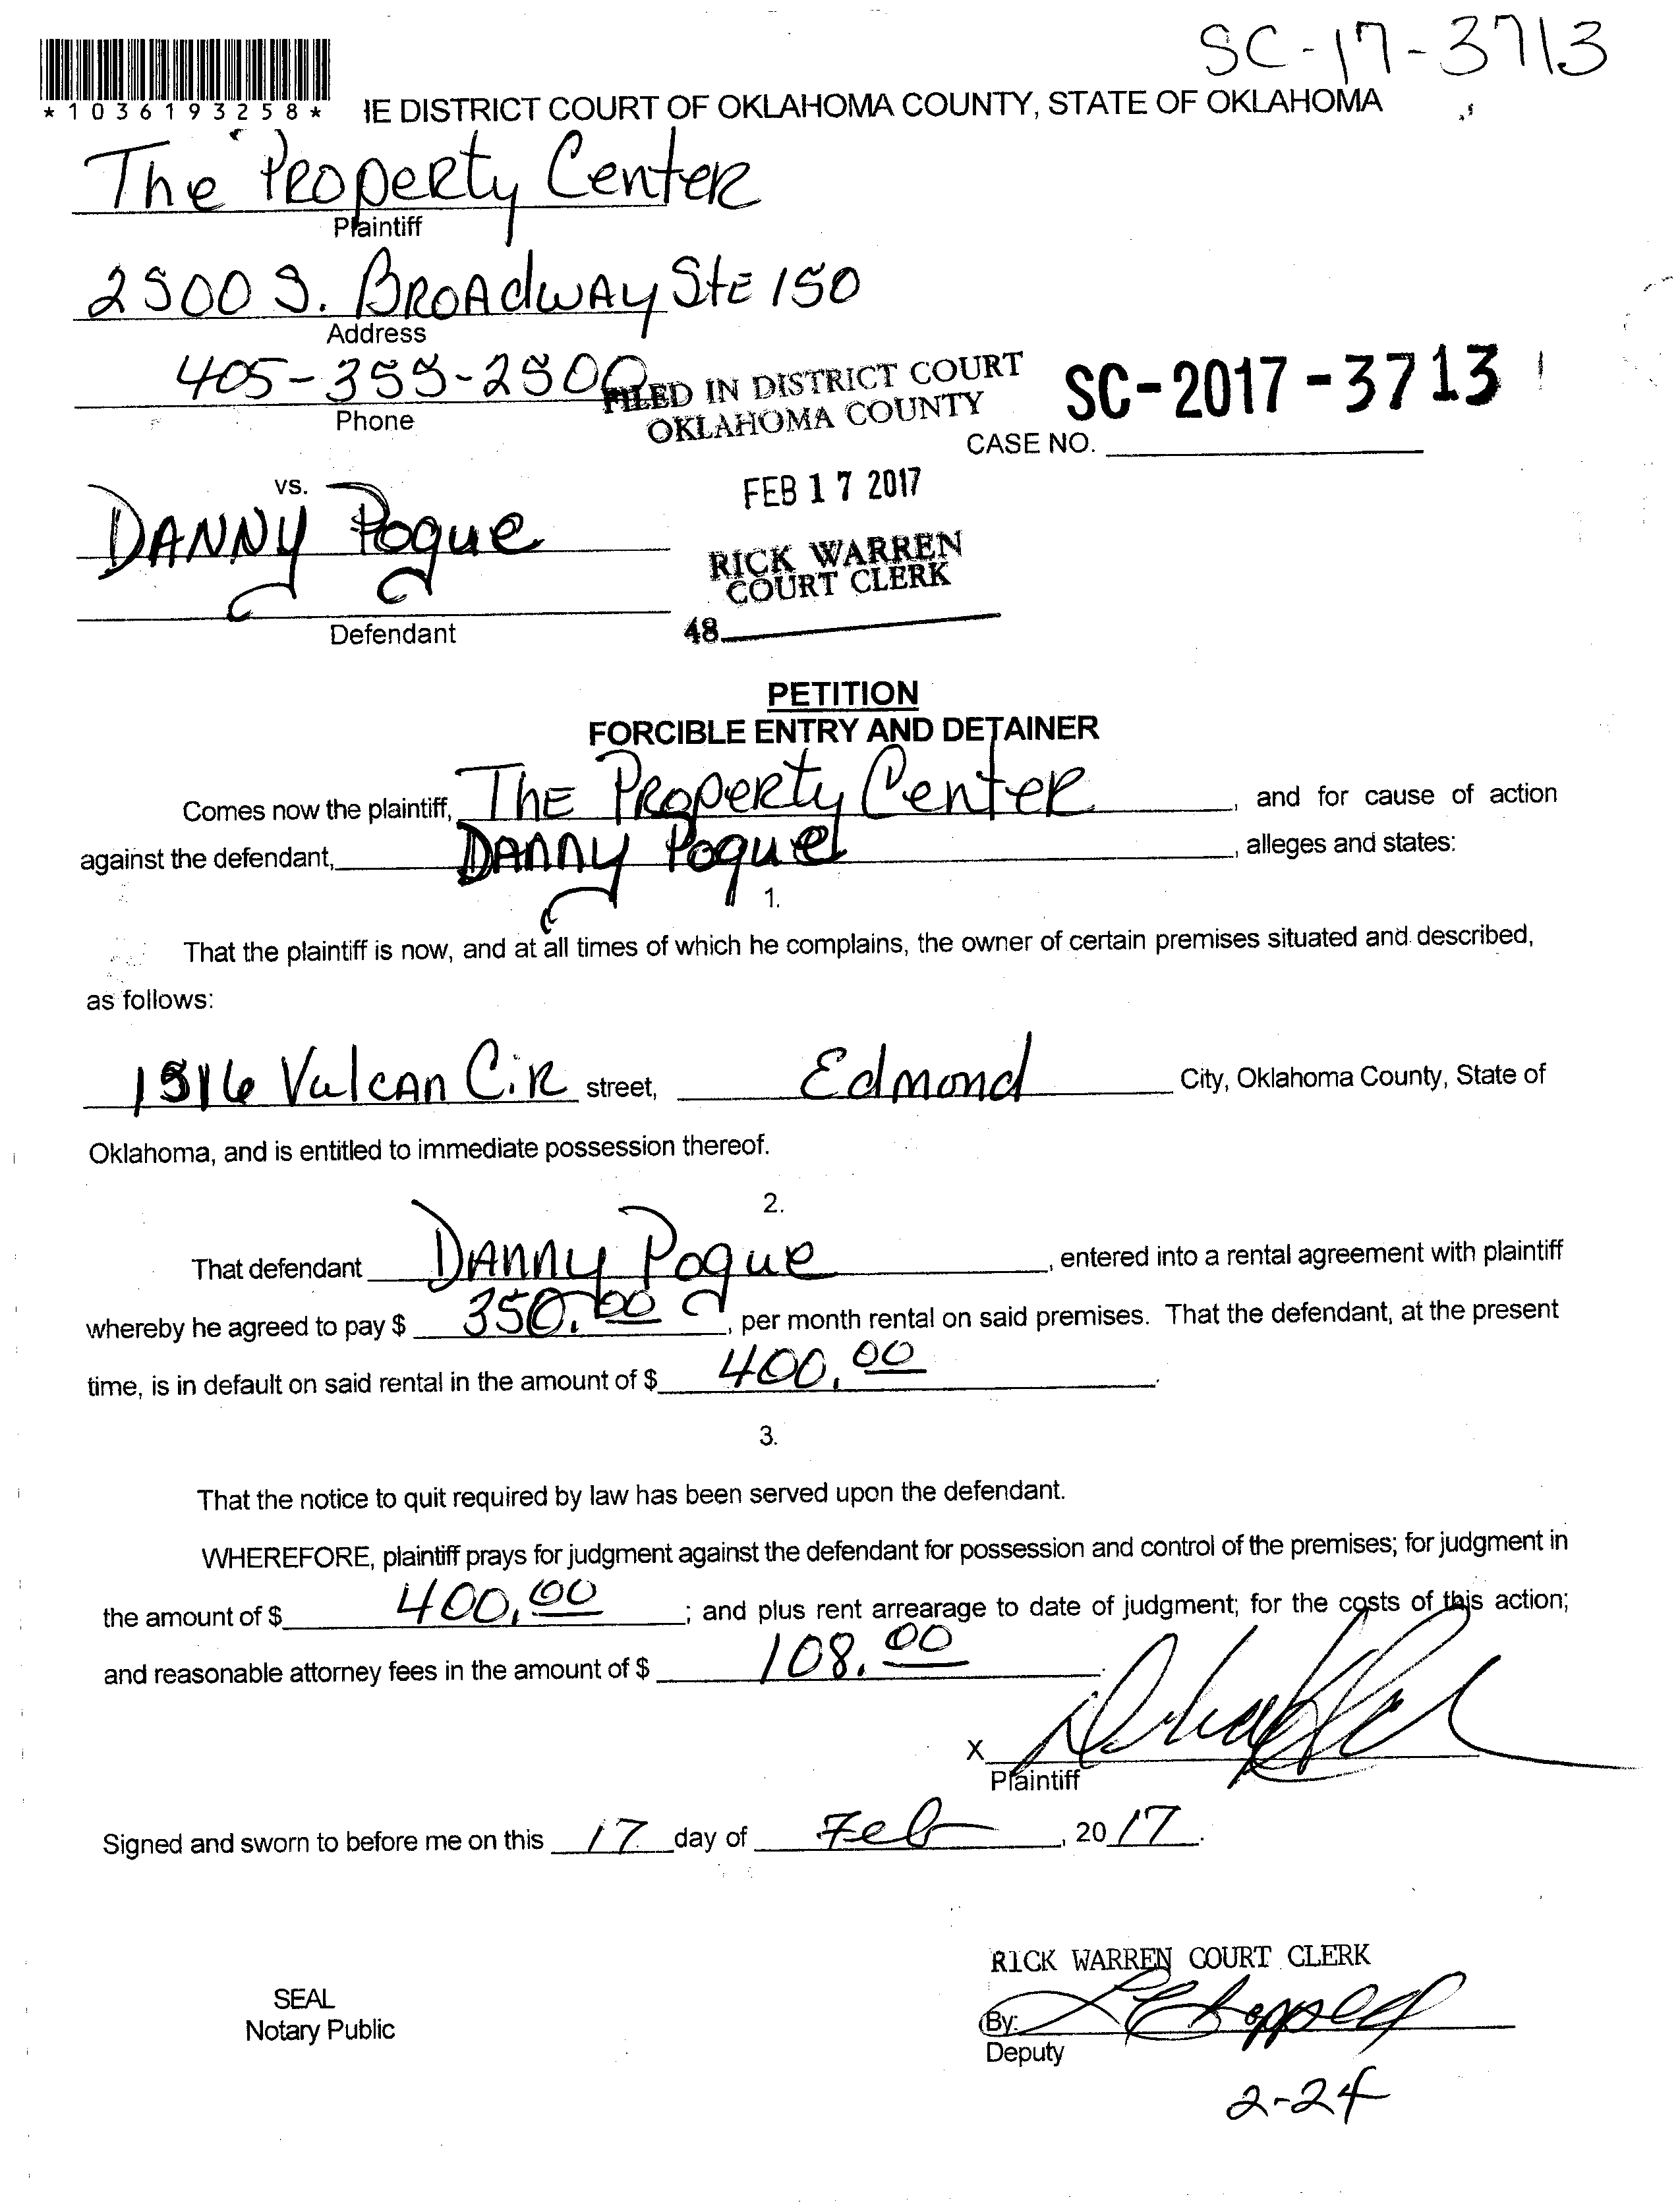 SC-17-3713
*1036193258*
IE DISTRICT COURT OF OKLAHOMA COUNTY, STATE OF OKLAHOMA
The Property Center
Plaintiff
2500 S. Broadway Ste 150
Address
405-355-2500
Phone
FILED IN DISTRICT COURT
OKLAHOMA COUNTY
SC-2017-3713
CASE NO.
FEB 17 2017
vs.
Danny Pogue
RICK WARREN
COURT CLERK
Defendant
48
PETITION
FORCIBLE ENTRY AND DETAINER
Comes now the plaintiff, The Property Center, and for cause of action
against the defendant, Danny Pogue, alleges and states:
1.
That the plaintiff is now, and at all times of which he complains, the owner of certain premises situated and described,
as follows:
Vulcan Cir street, Edmond City, Oklahoma County, State of
Oklahoma, and is entitled to immediate possession thereof.
2.
That defendant Danny Pogue, entered into a rental agreement with plaintiff
whereby he agreed to pay $ 350.00, per month rental on said premises. That the defendant, at the present
time, is in default on said rental in the amount of $ 400.00.
3.
That the notice to quit required by law has been served upon the defendant.
WHEREFORE, plaintiff prays for judgment against the defendant for possession and control of the premises; for judgment in
the amount of $ 400.00; and plus rent arrearage to date of judgment; for the costs of this action;
and reasonable attorney fees in the amount of $ 108.00.
X
Plaintiff
Signed and sworn to before me on this 17 day of Feb, 2017.
RICK WARREN COURT CLERK
SEAL
Notary Public
By:
Deputy
2-24